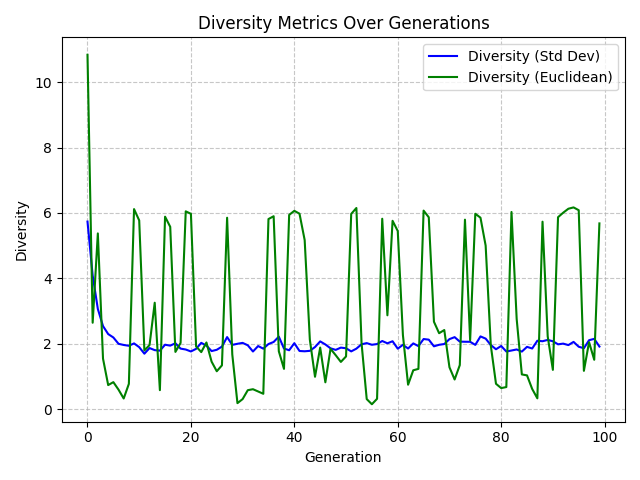 Diversity Metrics Over Generations
Diversity (Std Dev)
Diversity (Euclidean)
Diversity
10
8
6
4
2
0
0 20 40 60 80 100
Generation